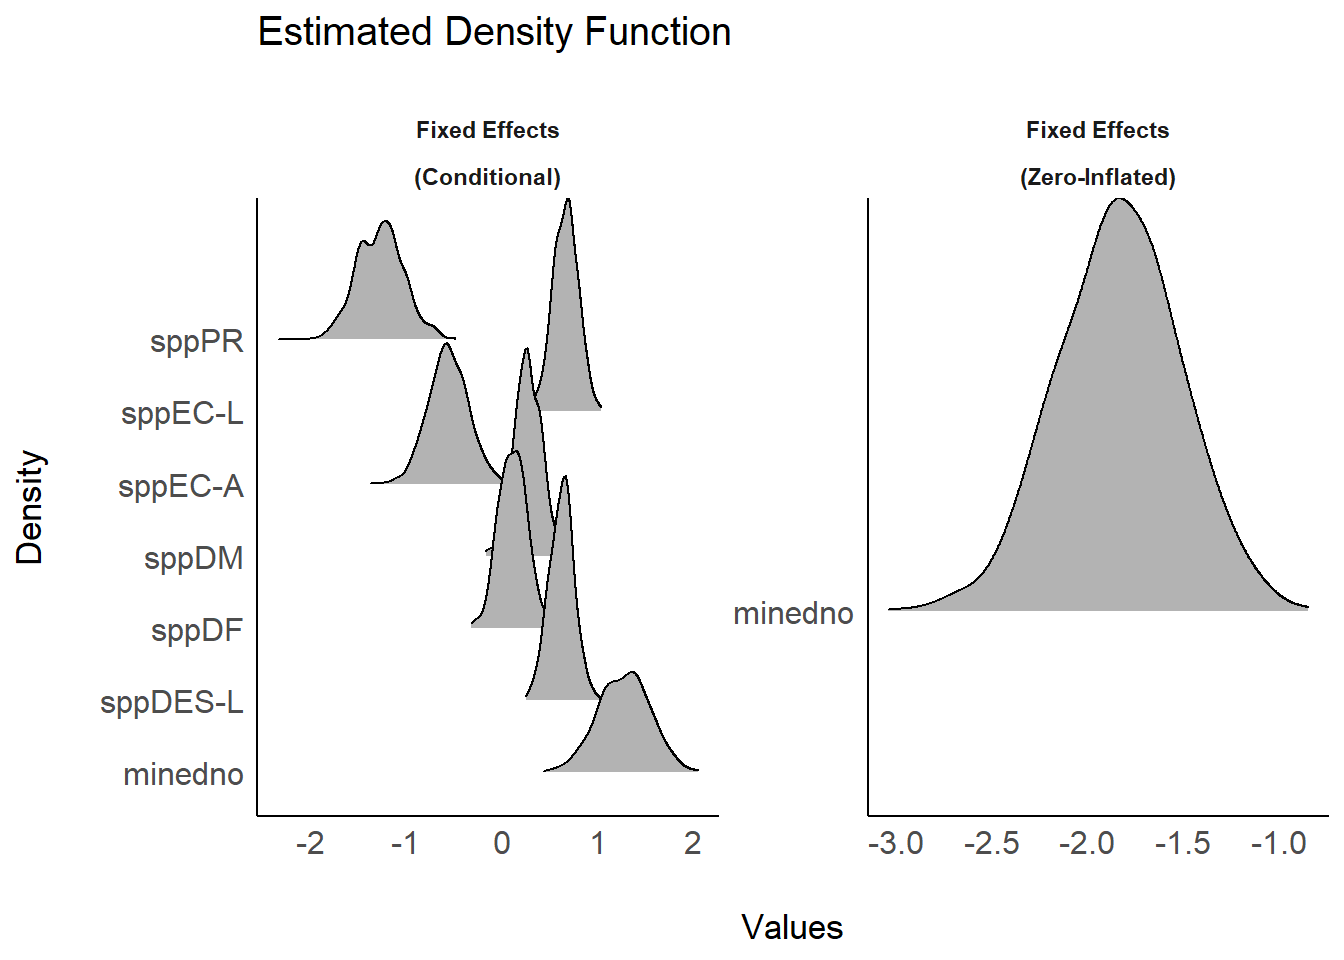 Estimated Density Function
Fixed Effects
(Conditional)
Fixed Effects
(Zero-Inflated)
Density
sppPR
sppEC-L
sppEC-A
sppDM
sppDF
sppDES-L
minedno
minedno
-2 -1 0 1 2
-3.0 -2.5 -2.0 -1.5 -1.0
Values